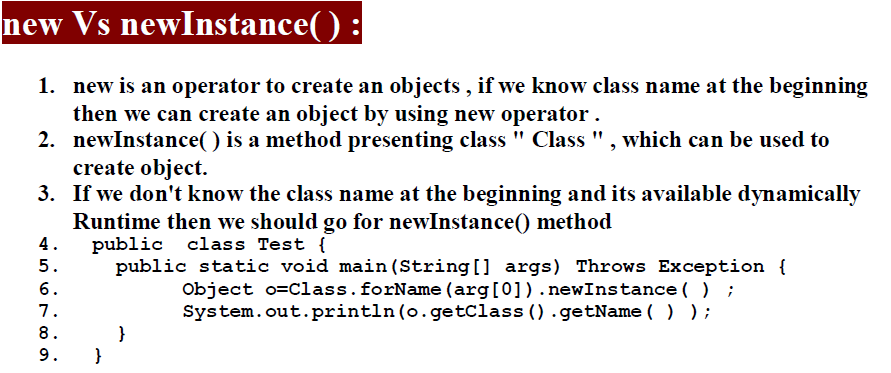 new Vs newInstance( ) :
1. new is an operator to create an objects , if we know class name at the beginning
then we can create an object by using new operator .
2. newInstance( ) is a method presenting class " Class " , which can be used to
create object.
3. If we don't know the class name at the beginning and its available dynamically
Runtime then we should go for newInstance() method
4. public class Test {
5. public static void main(String[] args) Throws Exception {
6. Object o=Class.forName(arg[0]).newInstance( ) ;
7. System.out.println(o.getClass().getName( ) );
8. }
9. }